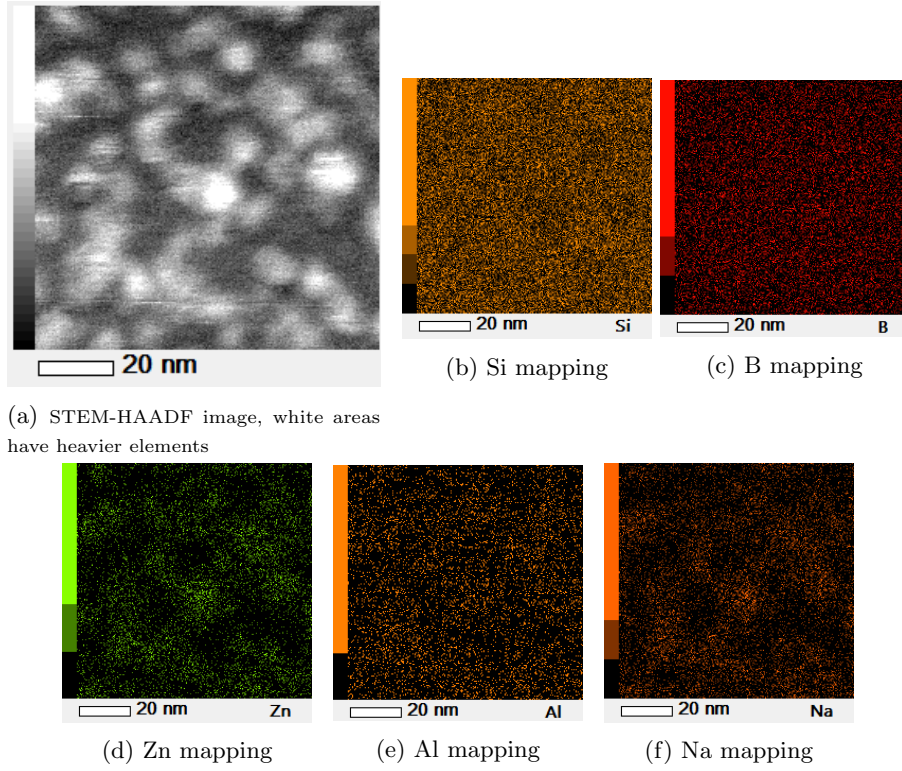 20 nm
20 nm Si
20 nm B
(b) Si mapping
(c) B mapping
(a) STEM-HAADF image, white areas
have heavier elements
20 nm Zn
20 nm Al
20 nm Na
(d) Zn mapping
(e) Al mapping
(f) Na mapping